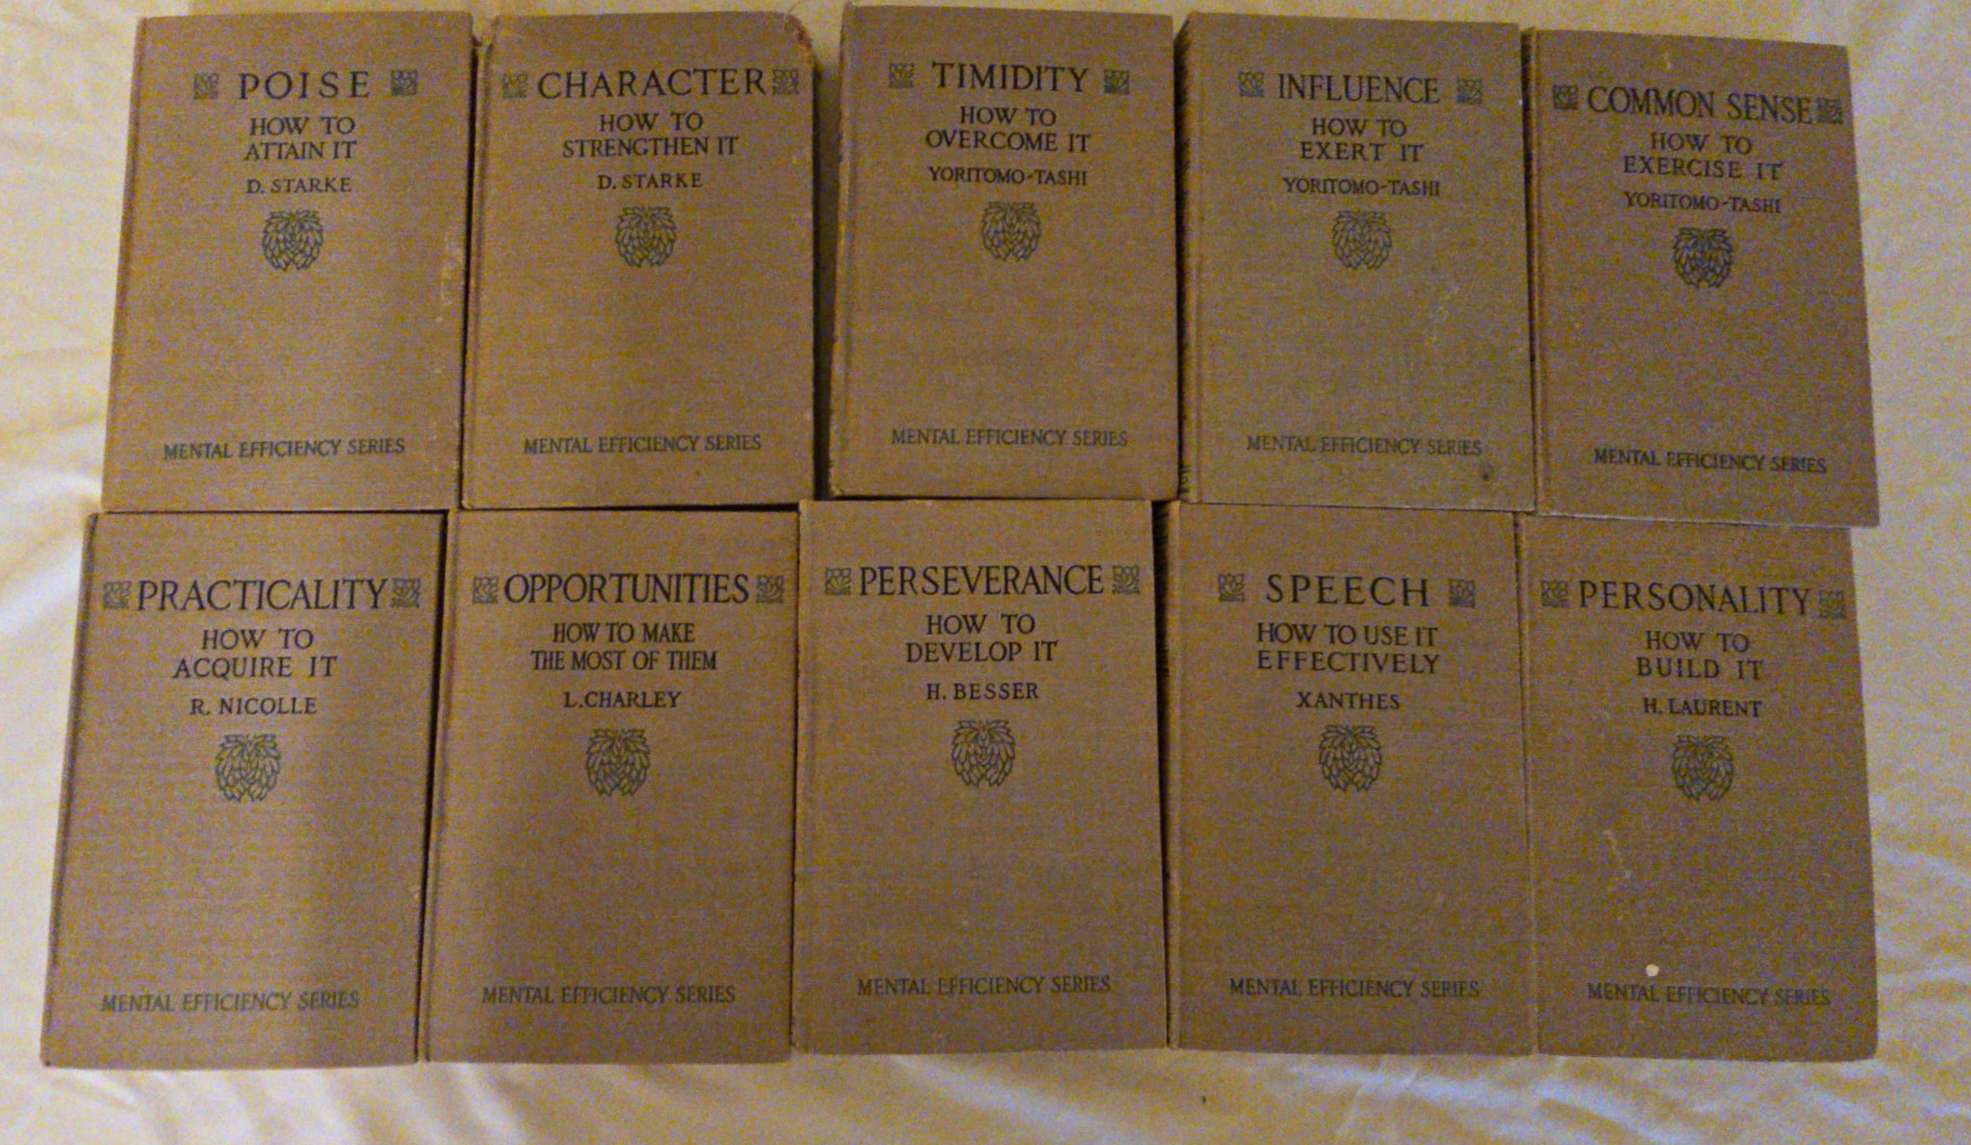 POISE
HOW TO
ATTAIN IT
D. STARKE
MENTAL EFFICIENCY SERIES
CHARACTER
HOW TO
STRENGTHEN IT
D. STARKE
MENTAL EFFICIENCY SERIES
TIMIDITY
HOW TO
OVERCOME IT
YORITOMO-TASHI
MENTAL EFFICIENCY SERIES
INFLUENCE
HOW TO
EXERT IT
YORITOMO-TASHI
MENTAL EFFICIENCY SERIES
COMMON SENSE
HOW TO
EXERCISE IT
YORITOMO-TASHI
MENTAL EFFICIENCY SERIES
PRACTICALITY
HOW TO
ACQUIRE IT
R. NICOLLE
MENTAL EFFICIENCY SERIES
OPPORTUNITIES
HOW TO MAKE
THE MOST OF THEM
L.CHARLEY
MENTAL EFFICIENCY SERIES
PERSEVERANCE
HOW TO
DEVELOP IT
H. BESSER
MENTAL EFFICIENCY SERIES
SPEECH
HOW TO USE IT
EFFECTIVELY
XANTHES
MENTAL EFFICIENCY SERIES
PERSONALITY
HOW TO
BUILD IT
H. LAURENT
MENTAL EFFICIENCY SERIES